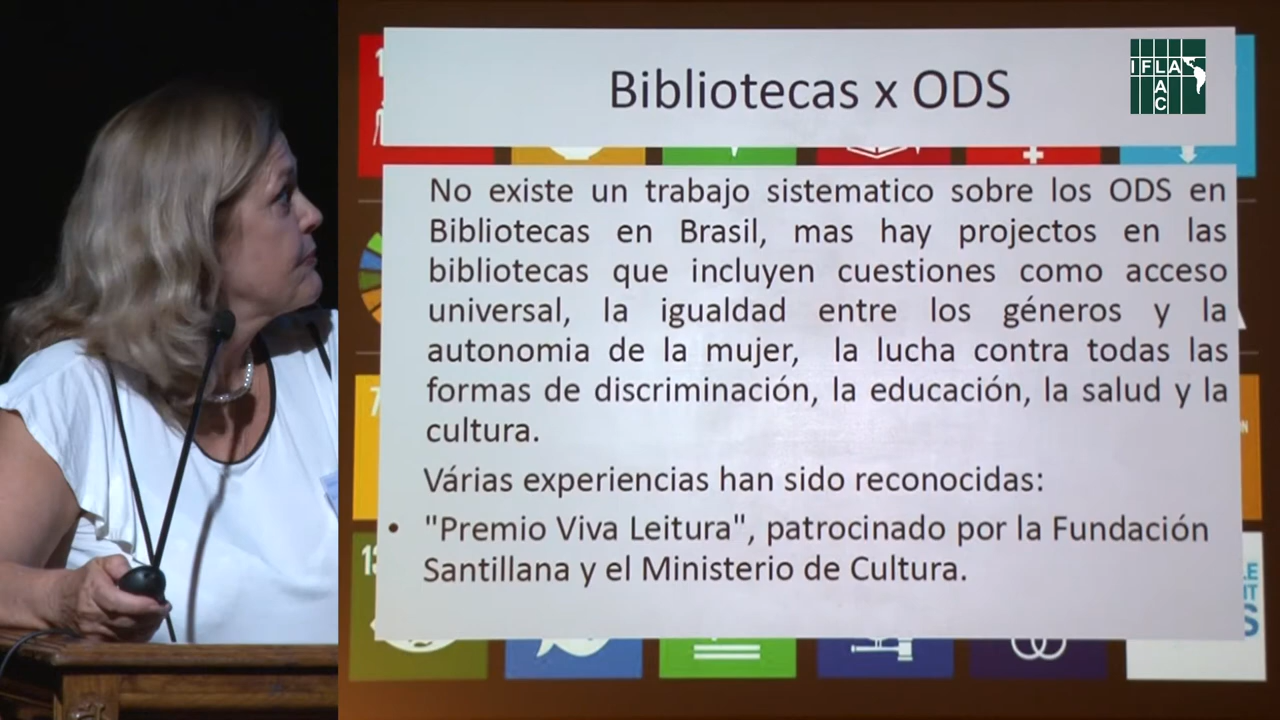 Bibliotecas x ODS
IFLA
LAC
No existe un trabajo sistematico sobre los ODS en
Bibliotecas en Brasil, mas hay projectos en las
bibliotecas que incluyen cuestiones como acceso
universal, la igualdad entre los géneros y la
autonomia de la mujer, la lucha contra todas las
formas de discriminación, la educación, la salud y la
cultura.
Várias experiencias han sido reconocidas:
• "Premio Viva Leitura", patrocinado por la Fundación
Santillana y el Ministerio de Cultura.
7
13